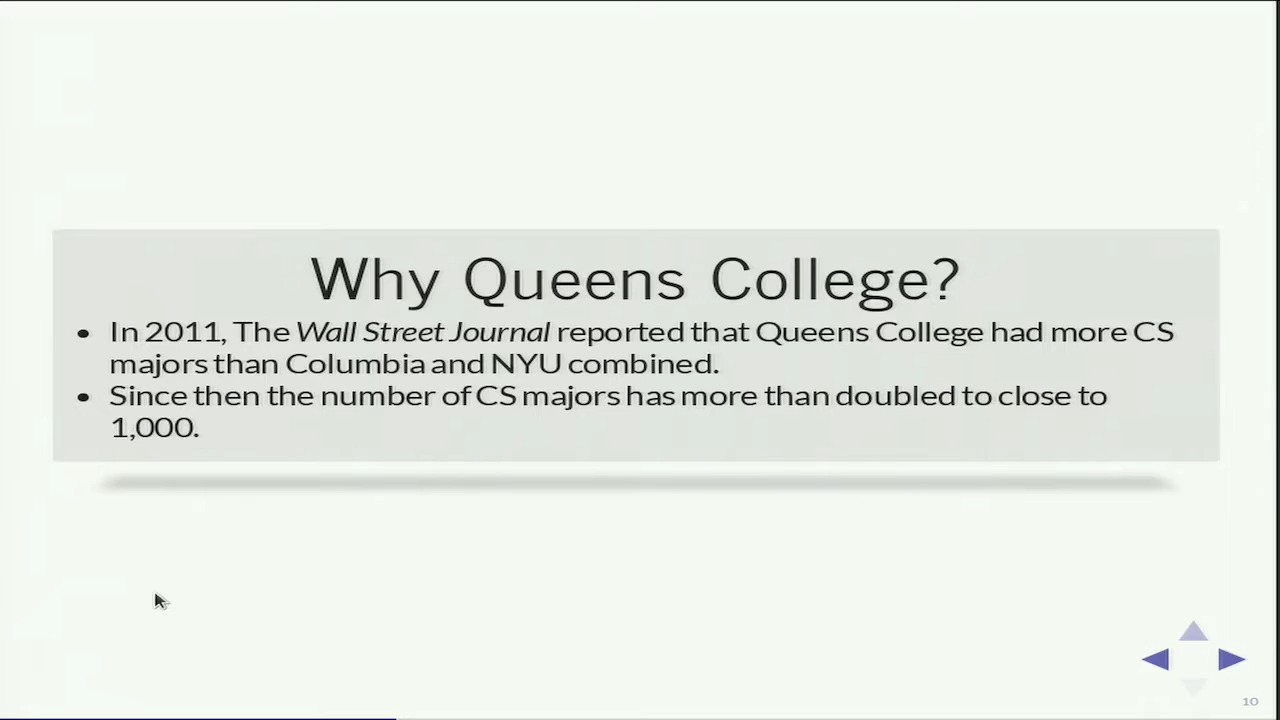 Why Queens College?
• In 2011, The Wall Street Journal reported that Queens College had more CS
majors than Columbia and NYU combined.
• Since then the number of CS majors has more than doubled to close to
1,000.
10